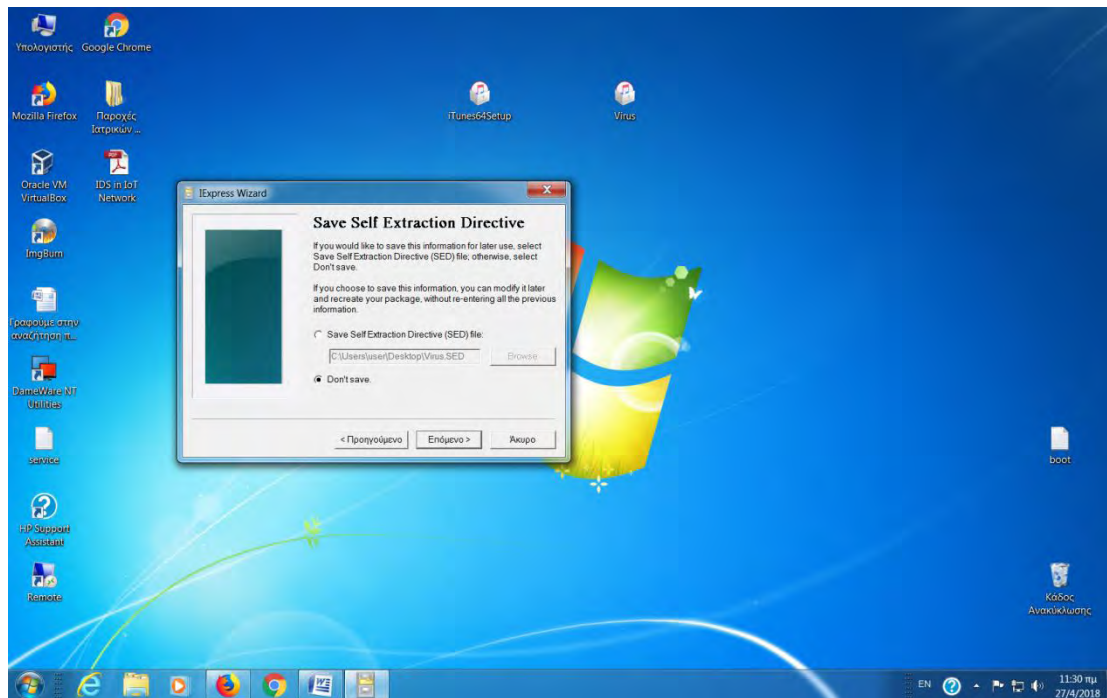 Υπολογιστής
Google Chrome
Mozilla Firefox
Παροχές
Ιατρικών ...
iTunes64Setup
Virus
Oracle VM
VirtualBox
IDS in IoT
Network
ImgBurn
Γραφουμε στην
αναζήτηση π...
DameWare NT
Utilities
service
HP Support
Assistant
Remote
IExpress Wizard
Save Self Extraction Directive
If you would like to save this information for later use, select
Save Self Extraction Directive (SED) file; otherwise, select
Don't save.
If you choose to save this information, you can modify it later
and recreate your package, without re-entering all the previous
information.
Save Self Extraction Directive (SED) file:
C:\Users\user\Desktop\Virus.SED
Browse
Don't save.
< Προηγούμενο
Επόμενο >
Άκυρο
boot
Κάδος
Ανακύκλωσης
EN
11:30 πμ
27/4/2018